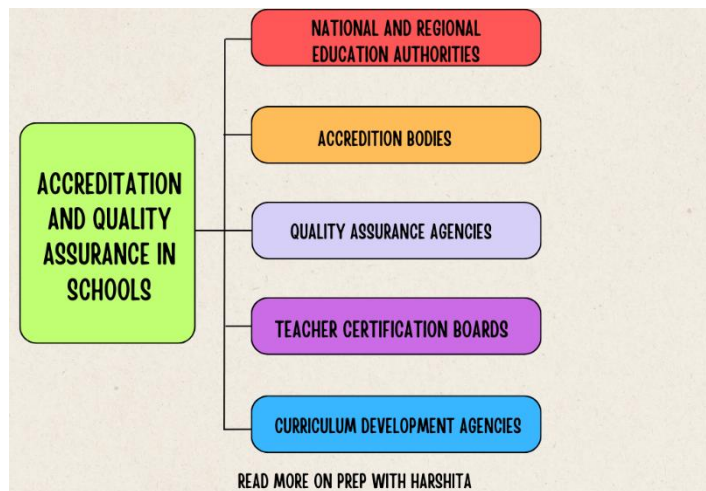 NATIONAL AND REGIONAL
EDUCATION AUTHORITIES
ACCREDITION BODIES
ACCREDITATION
AND QUALITY
ASSURANCE IN
SCHOOLS
QUALITY ASSURANCE AGENCIES
TEACHER CERTIFICATION BOARDS
CURRICULUM DEVELOPMENT AGENCIES
READ MORE ON PREP WITH HARSHITA